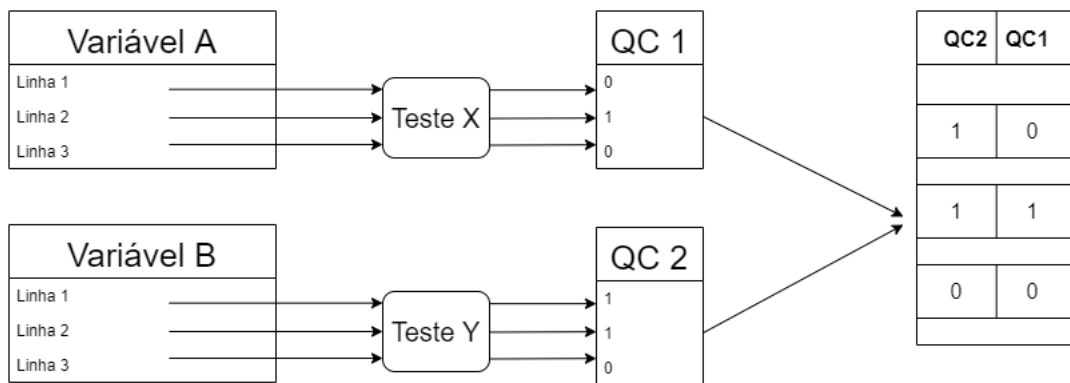 Variável A
Linha 1
Linha 2
Linha 3
Teste X
QC 1
0
1
0
Variável B
Linha 1
Linha 2
Linha 3
Teste Y
QC 2
1
1
0
QC2 QC1
1 0
1 1
0 0